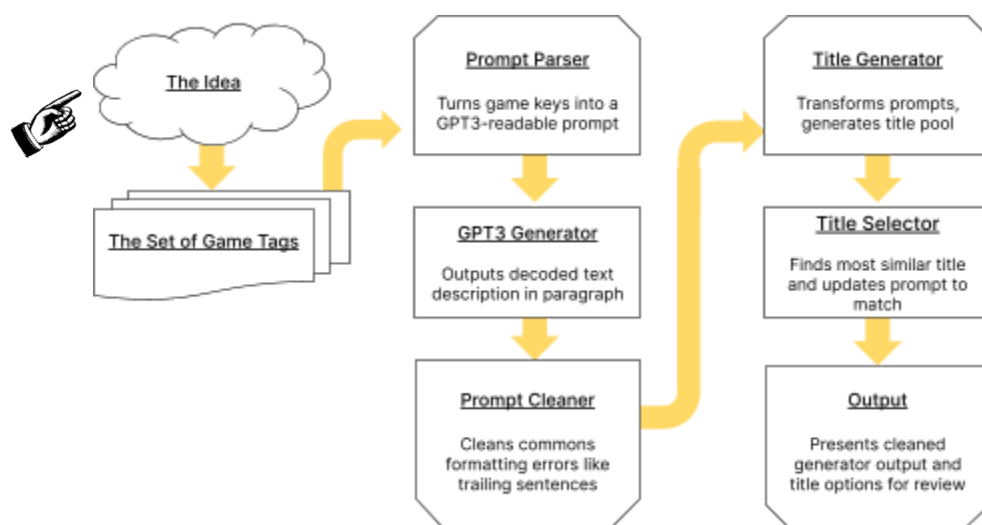 The Idea
The Set of Game Tags
Prompt Parser
Turns game keys into a
GPT3-readable prompt
GPT3 Generator
Outputs decoded text
description in paragraph
Prompt Cleaner
Cleans commons
formatting errors like
trailing sentences
Title Generator
Transforms prompts,
generates title pool
Title Selector
Finds most similar title
and updates prompt to
match
Output
Presents cleaned
generator output and
title options for review